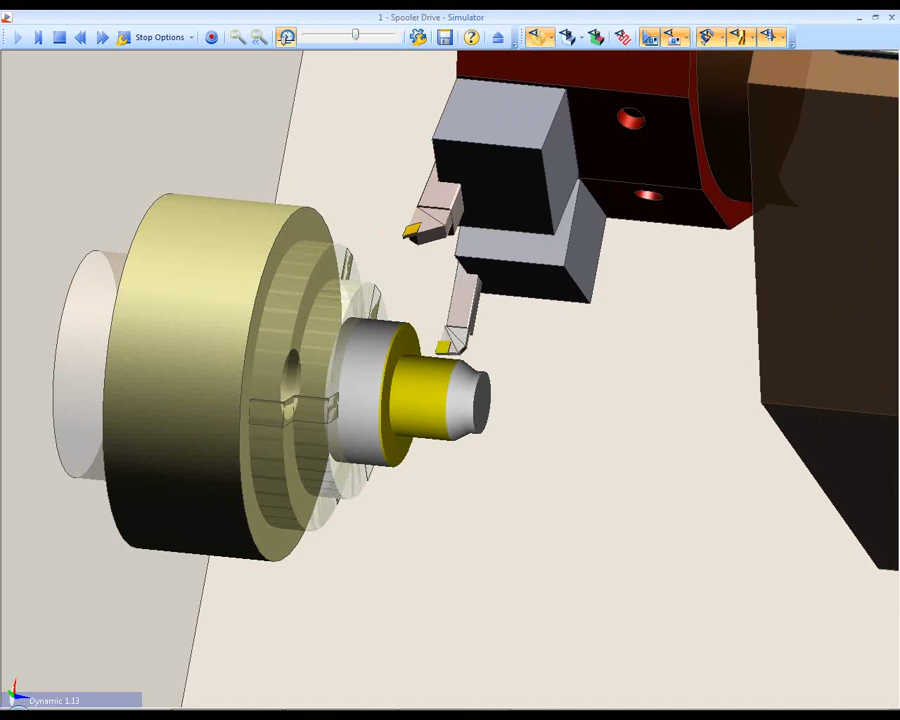 1 - Spooler Drive - Simulator
Stop Options
Dynamic 1.13